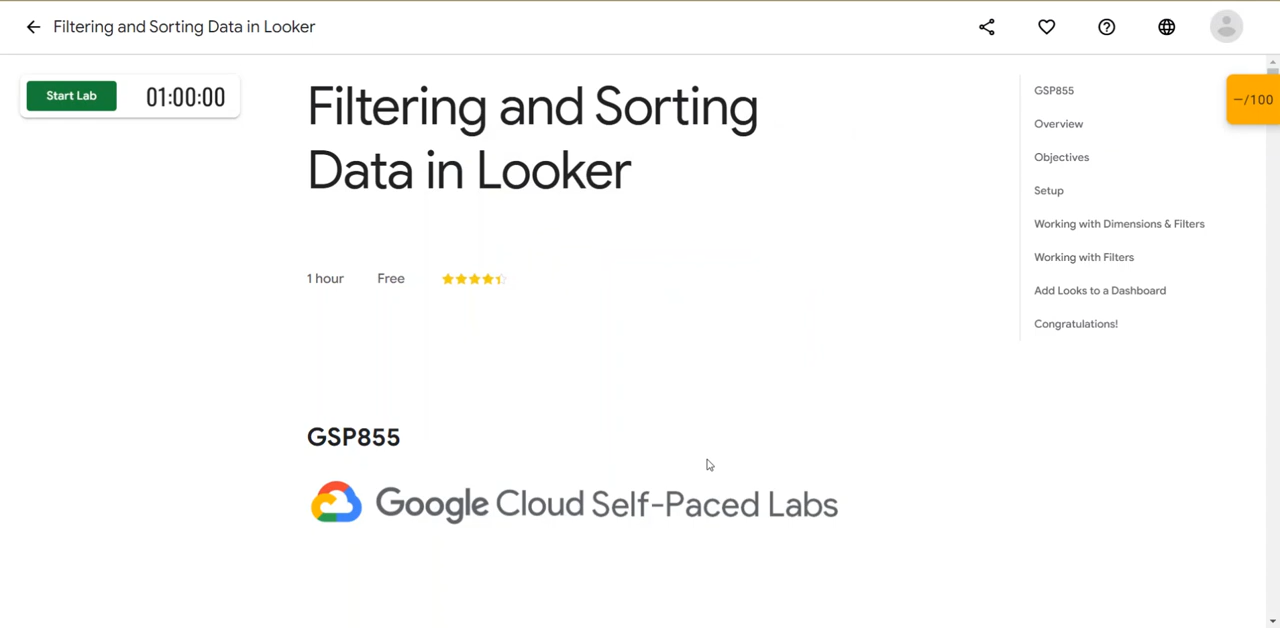 Filtering and Sorting Data in Looker
Start Lab
01:00:00
Filtering and Sorting
Data in Looker
1 hour
Free
GSP855
Google Cloud Self-Paced Labs
GSP855
Overview
Objectives
Setup
Working with Dimensions & Filters
Working with Filters
Add Looks to a Dashboard
Congratulations!
–/100